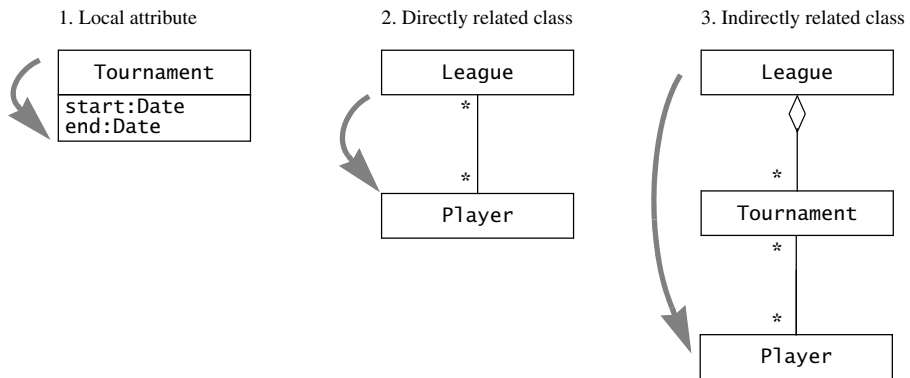 1. Local attribute
Tournament
start:Date
end:Date
2. Directly related class
League
*
*
Player
3. Indirectly related class
League
*
Tournament
*
*
Player